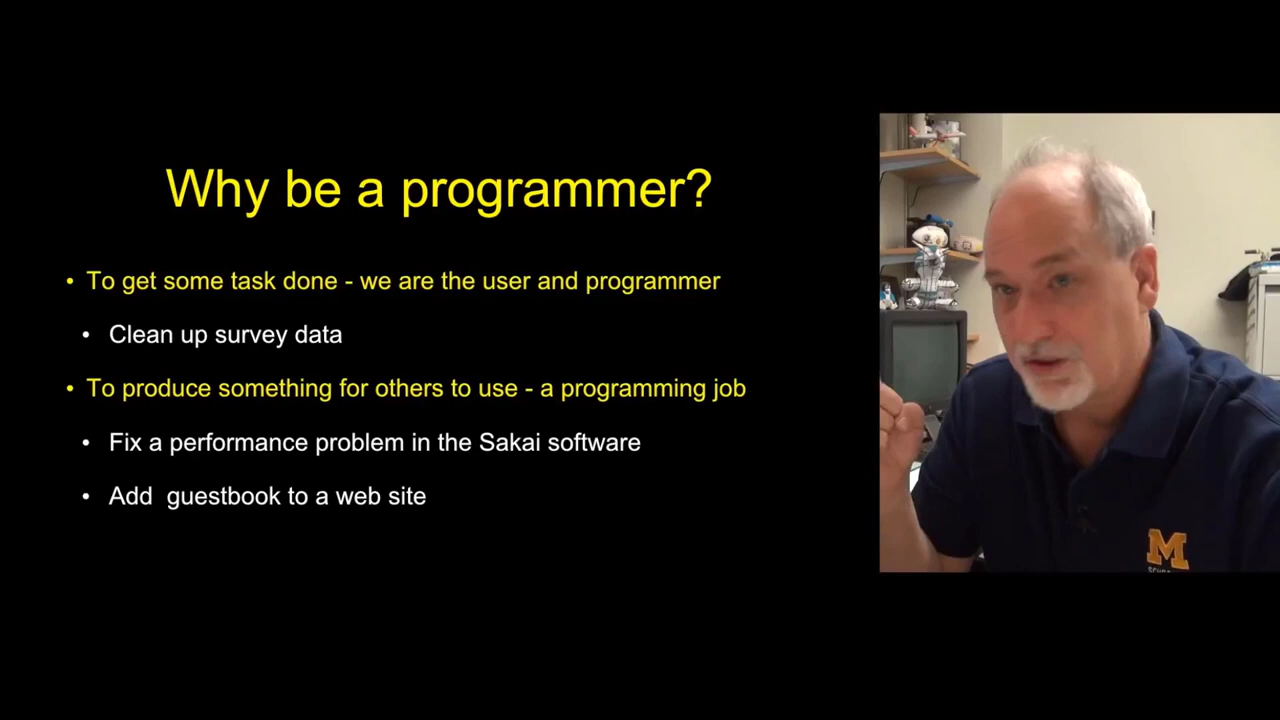 Why be a programmer?
• To get some task done - we are the user and programmer
• Clean up survey data
• To produce something for others to use - a programming job
• Fix a performance problem in the Sakai software
• Add  guestbook to a web site
M